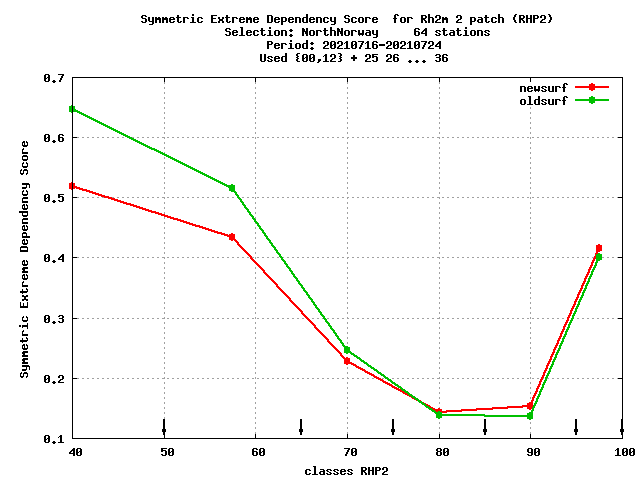 Symmetric Extreme Dependency Score for Rh2m 2 patch (RHP2)
Selection: NorthNorway 64 stations
Period: 20210716-20210724
Used {00,12} + 25 26 ... 36
newsurf
oldsurf
Symmetric Extreme Dependency Score
0.7
0.6
0.5
0.4
0.3
0.2
0.1
40 50 60 70 80 90 100
classes RHP2